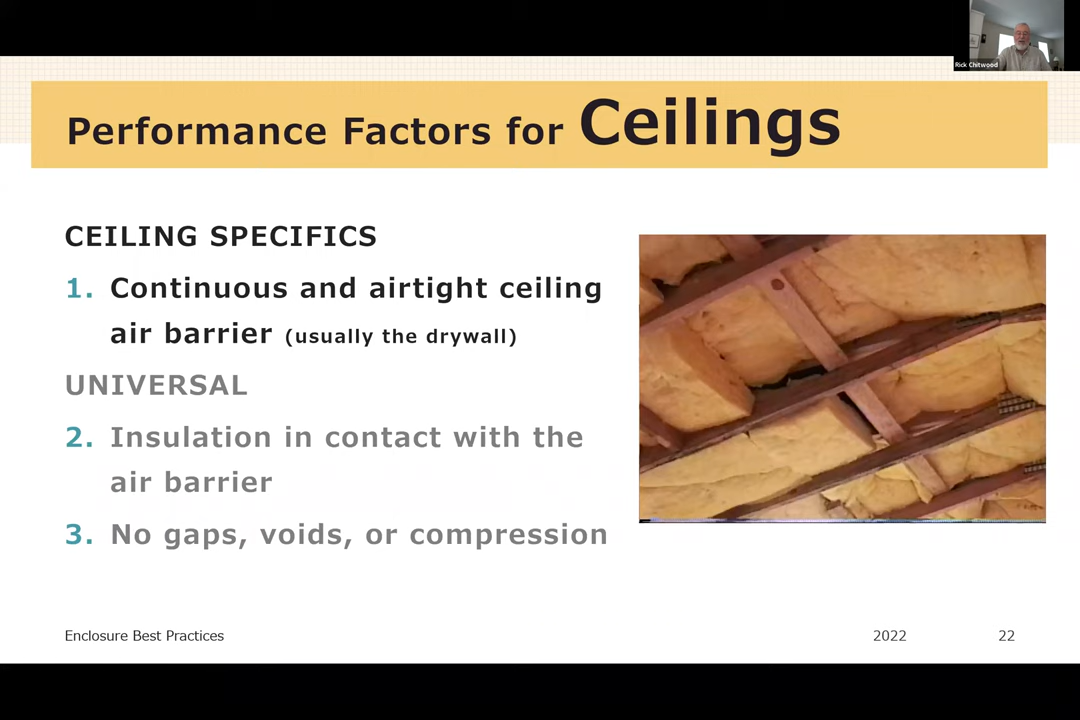 Rick Chitwood
Performance Factors for Ceilings
CEILING SPECIFICS
1. Continuous and airtight ceiling
air barrier (usually the drywall)
UNIVERSAL
2. Insulation in contact with the
air barrier
3. No gaps, voids, or compression
Enclosure Best Practices 2022 22